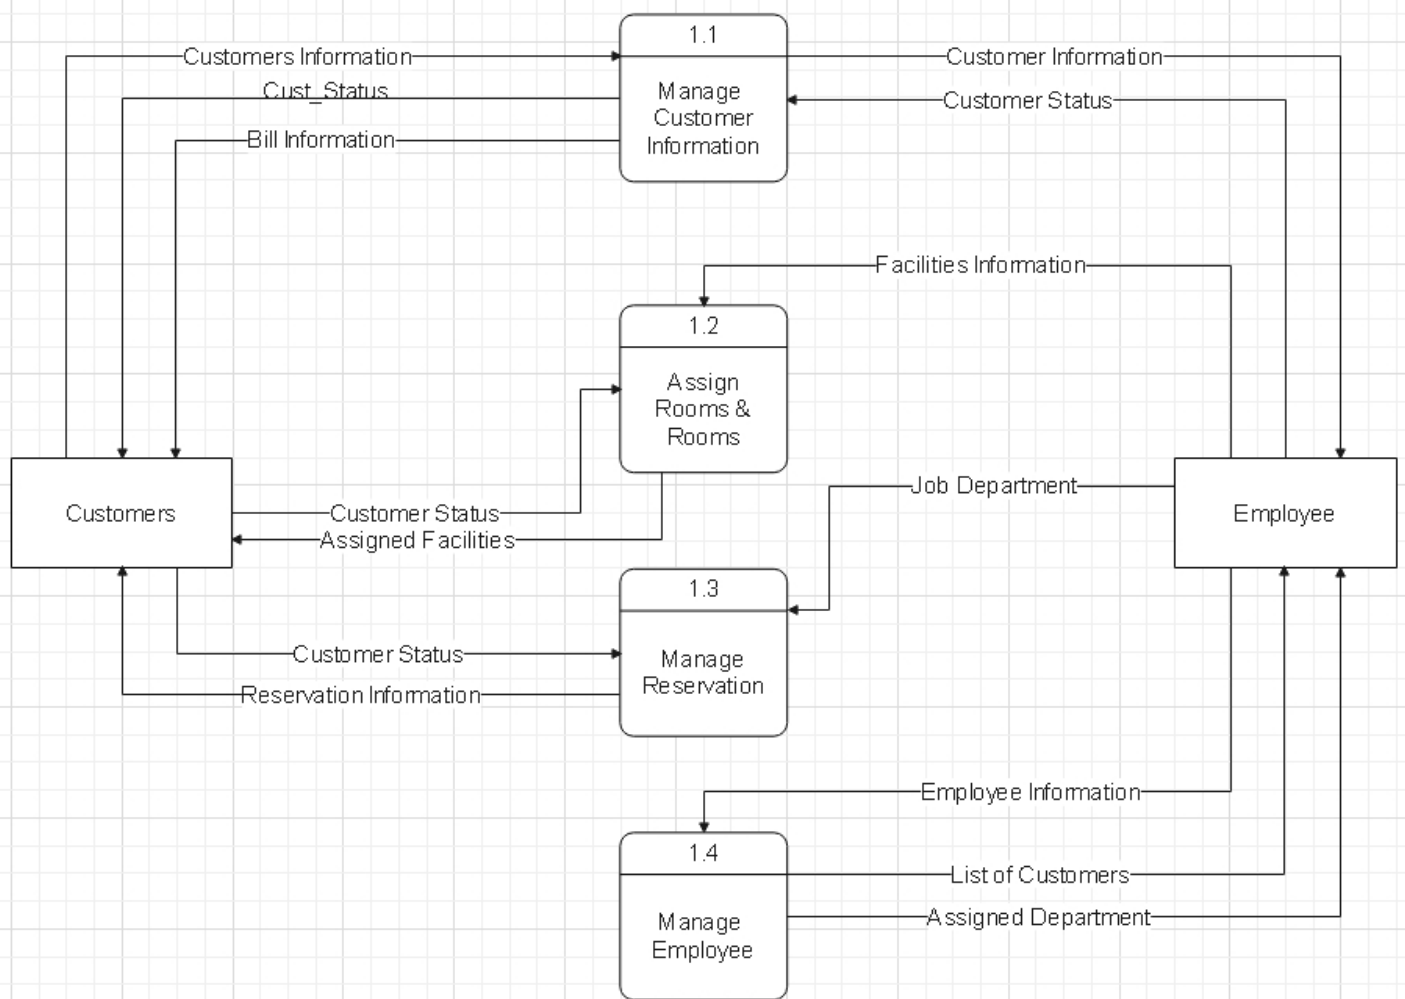 1.1
Customers Information
Customer Information
Cust_Status
Manage
Customer Status
Customer
Bill Information
Information
Facilities Information
1.2
Assign
Rooms &
Rooms
Job Department
Customers
Customer Status
Employee
Assigned Facilities
1.3
Customer Status
Manage
Reservation
Reservation Information
Employee Information
1.4
List of Customers
Manage
Assigned Department
Employee